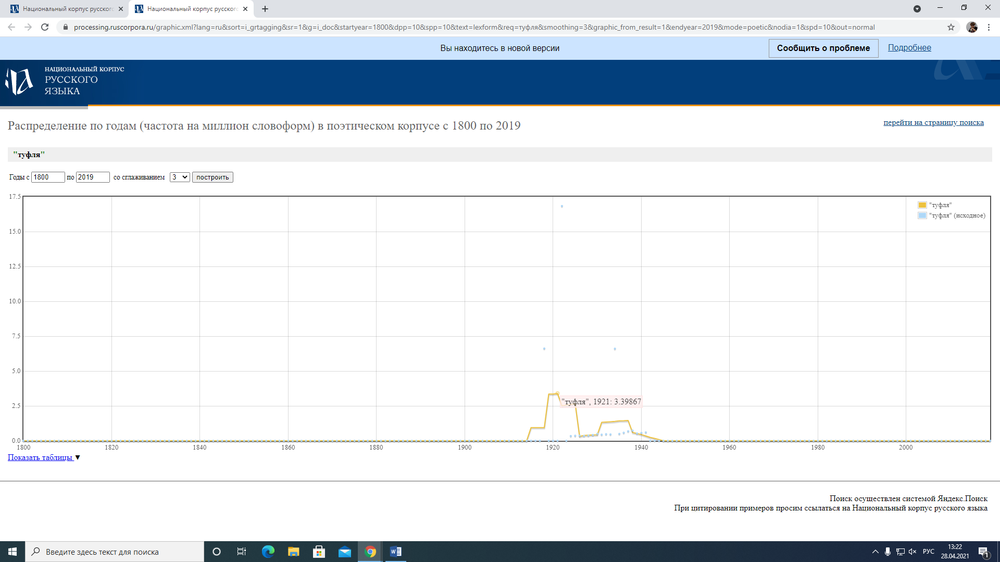 Национальный корпус русского
Национальный корпус русского
processing.ruscorpora.ru/graphic.xml?lang=ru&sort=i_grtagging&sr=1&g=i_doc&startyear=1800&dpp=10&spp=10&text=lexform&req=туфля&smoothing=3&graphic_from_result=1&endyear=2019&mode=poetic&nodia=1&spd=10&out=normal
Вы находитесь в новой версии
Сообщить о проблеме
Подробнее
НАЦИОНАЛЬНЫЙ КОРПУС
РУССКОГО
ЯЗЫКА
Распределение по годам (частота на миллион словоформ) в поэтическом корпусе с 1800 по 2019
перейти на страницу поиска
"туфля"
Годы с 1800 по 2019 со сглаживанием 3 построить
17.5
"туфля"
"туфля" (исходное)
15.0
12.5
10.0
7.5
5.0
"туфля", 1921: 3.39867
2.5
0.0
1800 1820 1840 1860 1880 1900 1920 1940 1960 1980 2000
Показать таблицы ▼
Поиск осуществлен системой Яндекс.Поиск
При цитировании примеров просим ссылаться на Национальный корпус русского языка
Введите здесь текст для поиска
РУС
13:22
28.04.2021
1